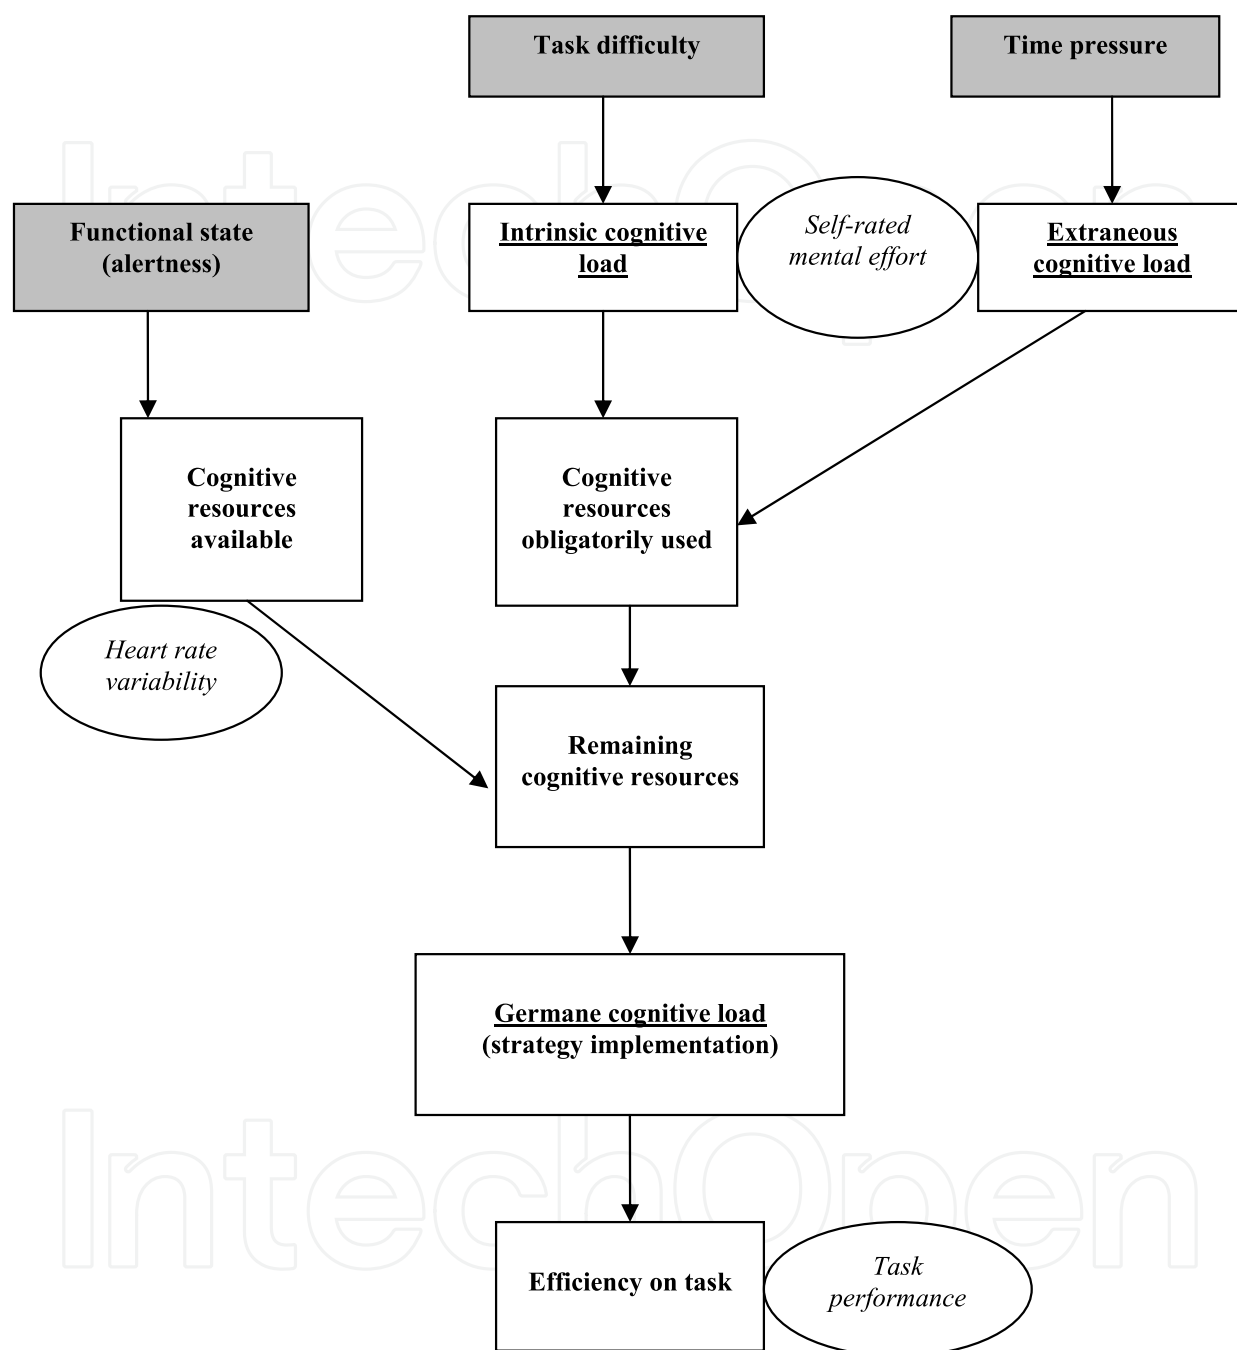 Task difficulty
Time pressure
Functional state
(alertness)
Intrinsic cognitive
load
Self-rated
mental effort
Extraneous
cognitive load
Cognitive
resources
available
Cognitive
resources
obligatorily used
Heart rate
variability
Remaining
cognitive resources
Germane cognitive load
(strategy implementation)
Efficiency on task
Task
performance
IntechOpen
IntechOpen